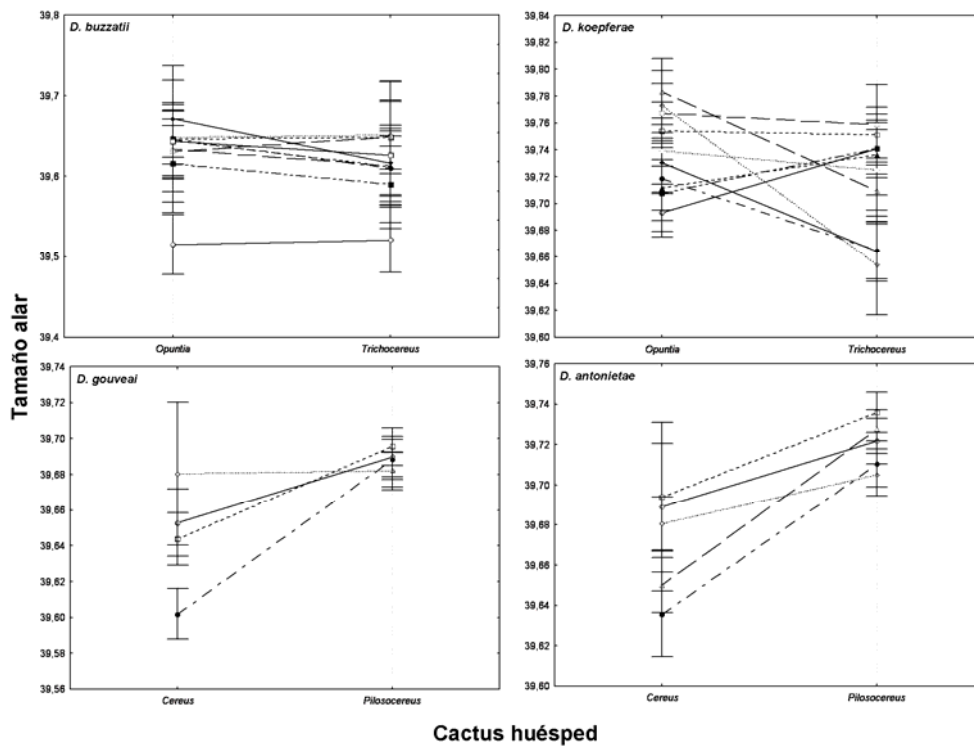 Tamaño alar
D. buzzatii
39,8
39,7
39,6
39,5
39,4
Opuntia
Trichocereus
D. koepferae
39,84
39,82
39,80
39,78
39,76
39,74
39,72
39,70
39,68
39,66
39,64
39,62
39,60
Opuntia
Trichocereus
D. gouveai
39,74
39,72
39,70
39,68
39,66
39,64
39,62
39,60
39,58
39,56
Cereus
Pilosocereus
D. antonietae
39,76
39,74
39,72
39,70
39,68
39,66
39,64
39,62
39,60
Cereus
Pilosocereus
Cactus huésped